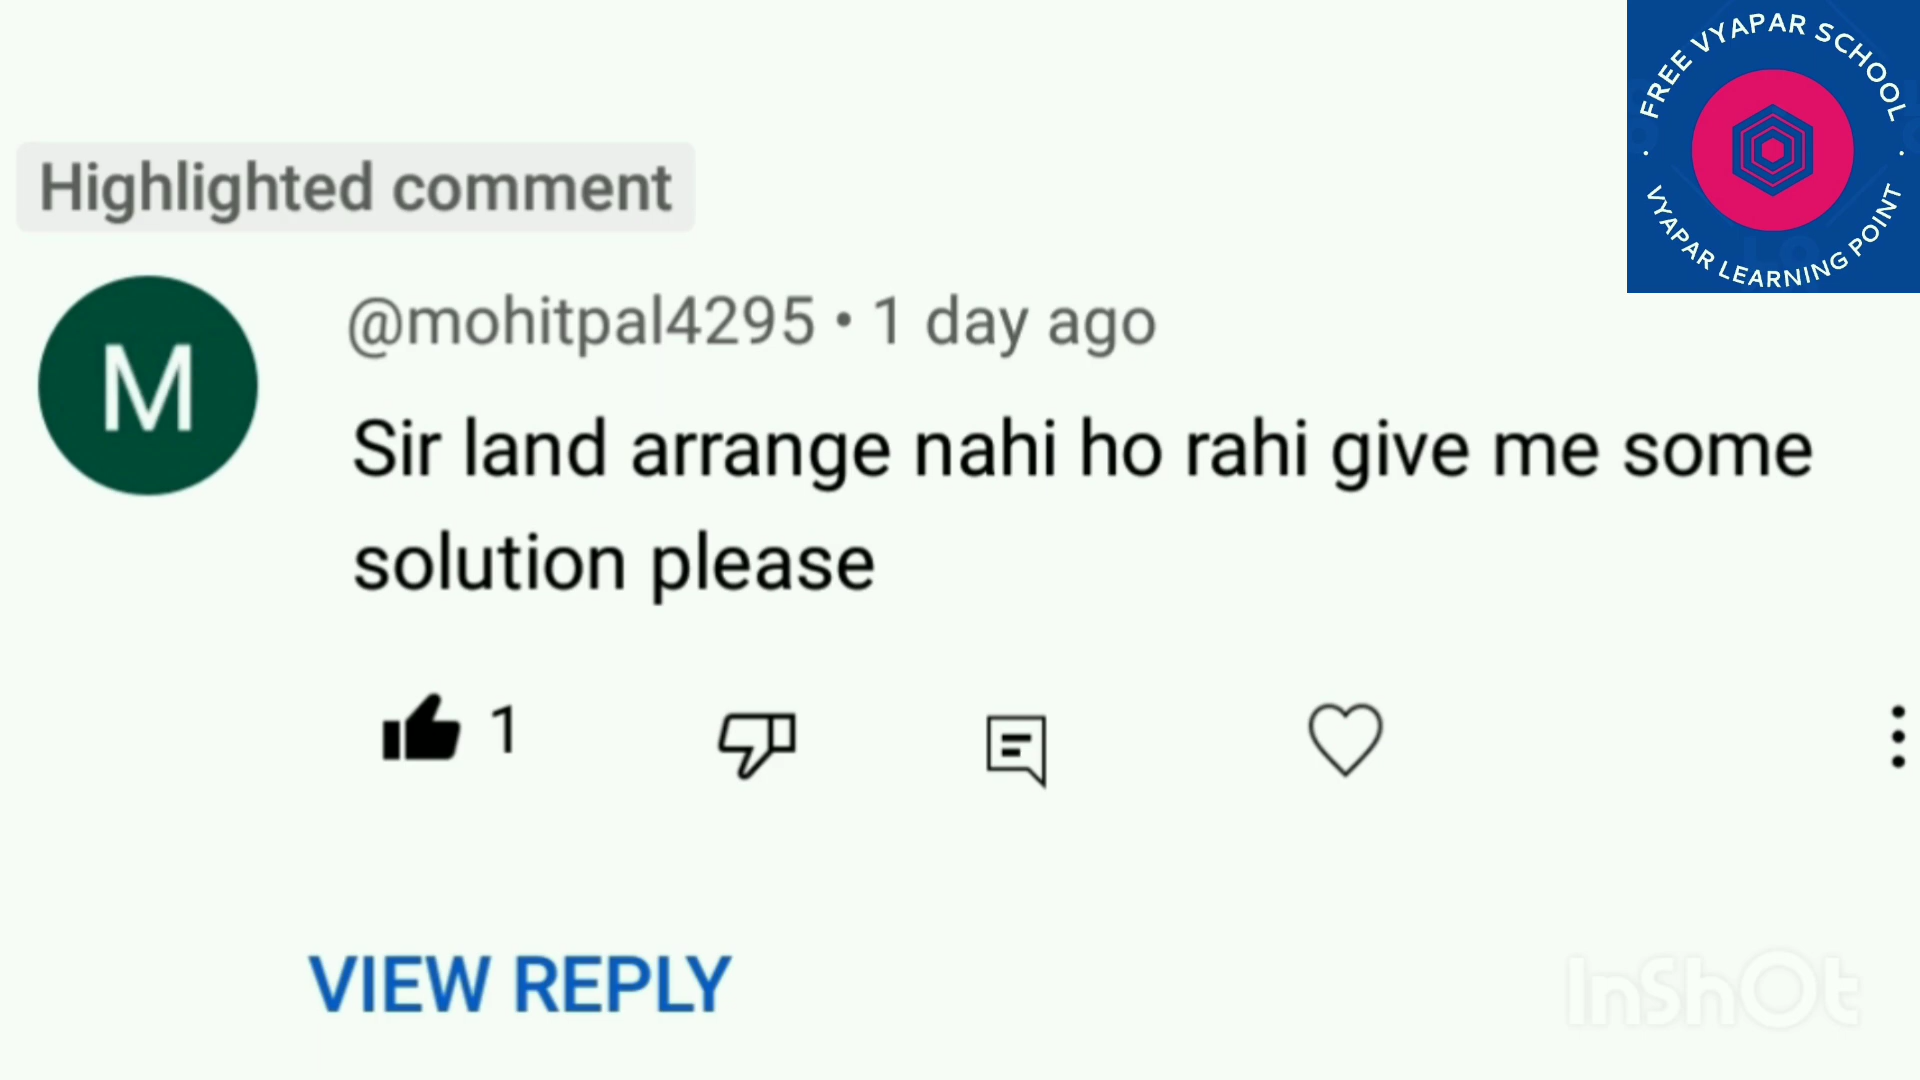 FREE VYAPAR SCHOOL
VYAPAR LEARNING POINT
Highlighted comment
M
@mohitpal4295 • 1 day ago
Sir land arrange nahi ho rahi give me some
solution please
1
VIEW REPLY
InShOt